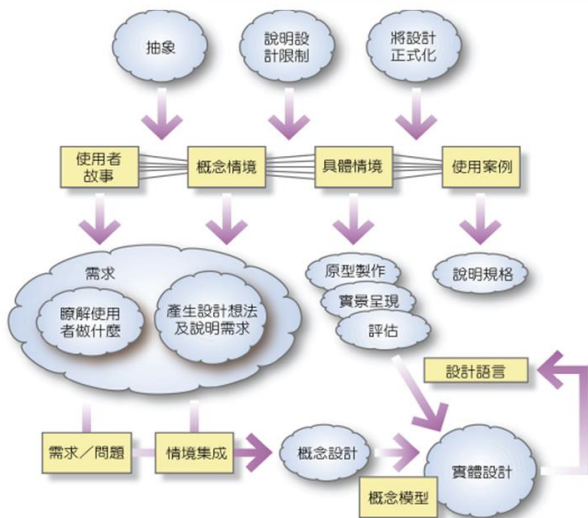 抽象
說明設
計限制
將設計
正式化
使用者
故事
概念情境
具體情境
使用案例
需求
瞭解使用
者做什麼
產生設計想法
及說明需求
原型製作
實景呈現
評估
說明規格
設計語言
需求／問題
情境集成
概念設計
概念模型
實體設計